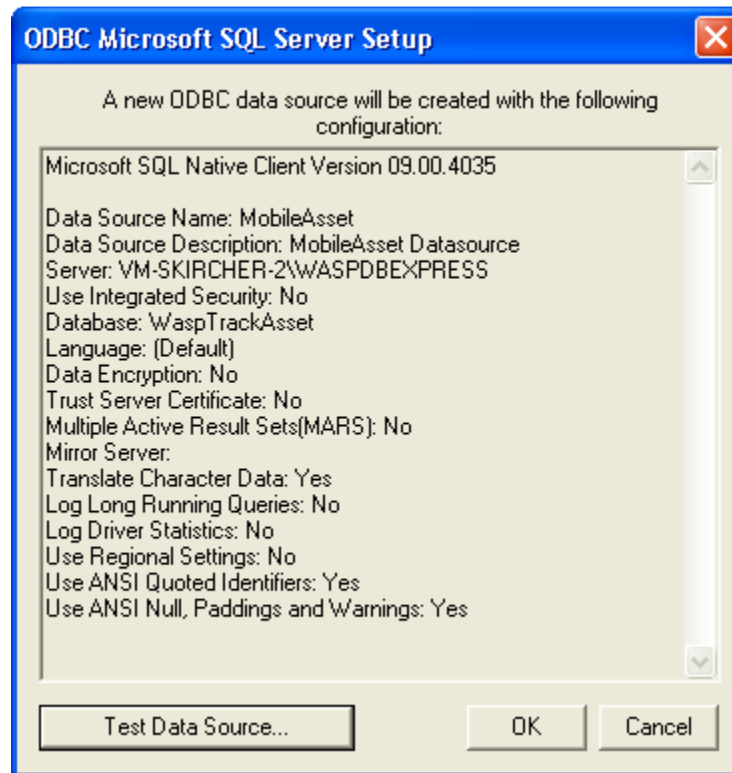 ODBC Microsoft SQL Server Setup
A new ODBC data source will be created with the following
configuration:
Microsoft SQL Native Client Version 09.00.4035
Data Source Name: MobileAsset
Data Source Description: MobileAsset Datasource
Server: VM-SKIRCHER-2\WASPDBEXPRESS
Use Integrated Security: No
Database: WaspTrackAsset
Language: (Default)
Data Encryption: No
Trust Server Certificate: No
Multiple Active Result Sets(MARS): No
Mirror Server:
Translate Character Data: Yes
Log Long Running Queries: No
Log Driver Statistics: No
Use Regional Settings: No
Use ANSI Quoted Identifiers: Yes
Use ANSI Null, Paddings and Warnings: Yes
Test Data Source...
OK
Cancel